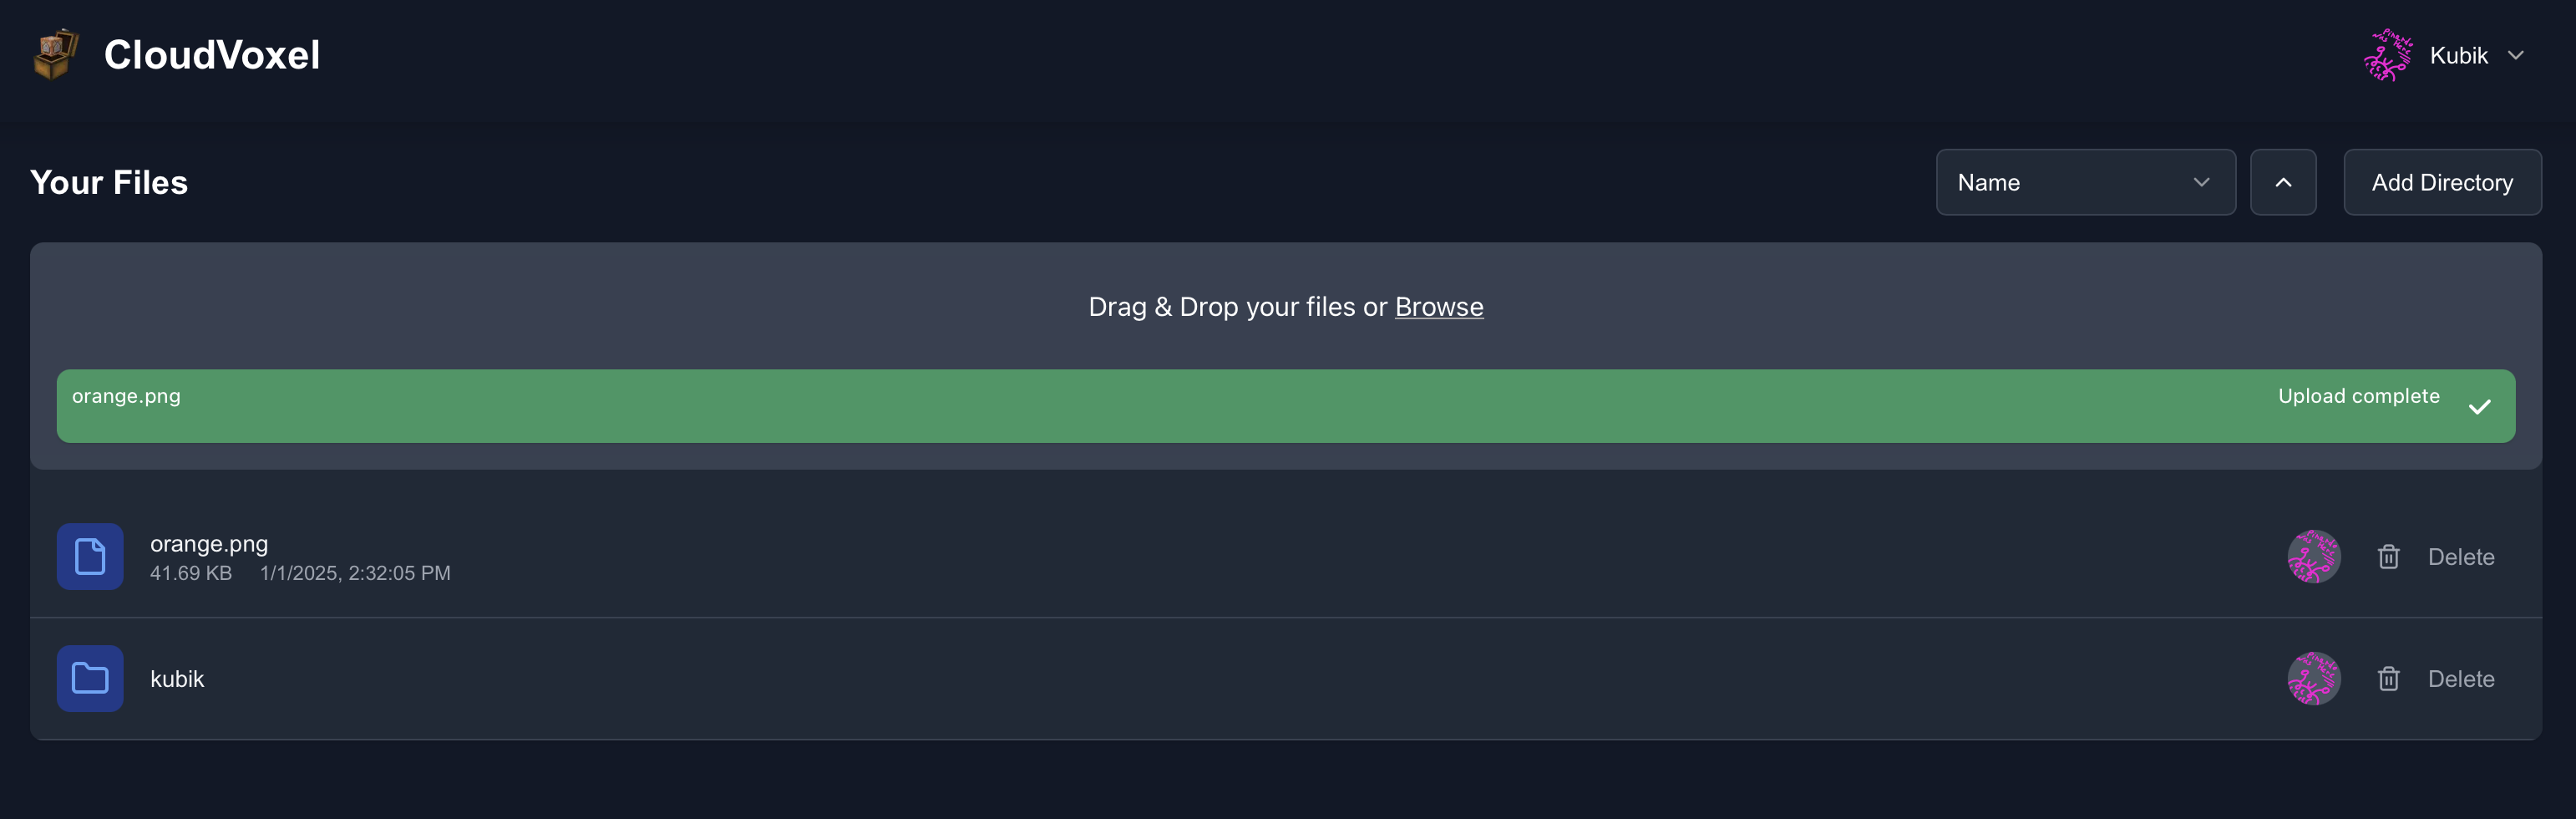 CloudVoxel
Kubik
Your Files
Name
Add Directory
Drag & Drop your files or Browse
orange.png
Upload complete
orange.png
41.69 KB 1/1/2025, 2:32:05 PM
Delete
kubik
Delete